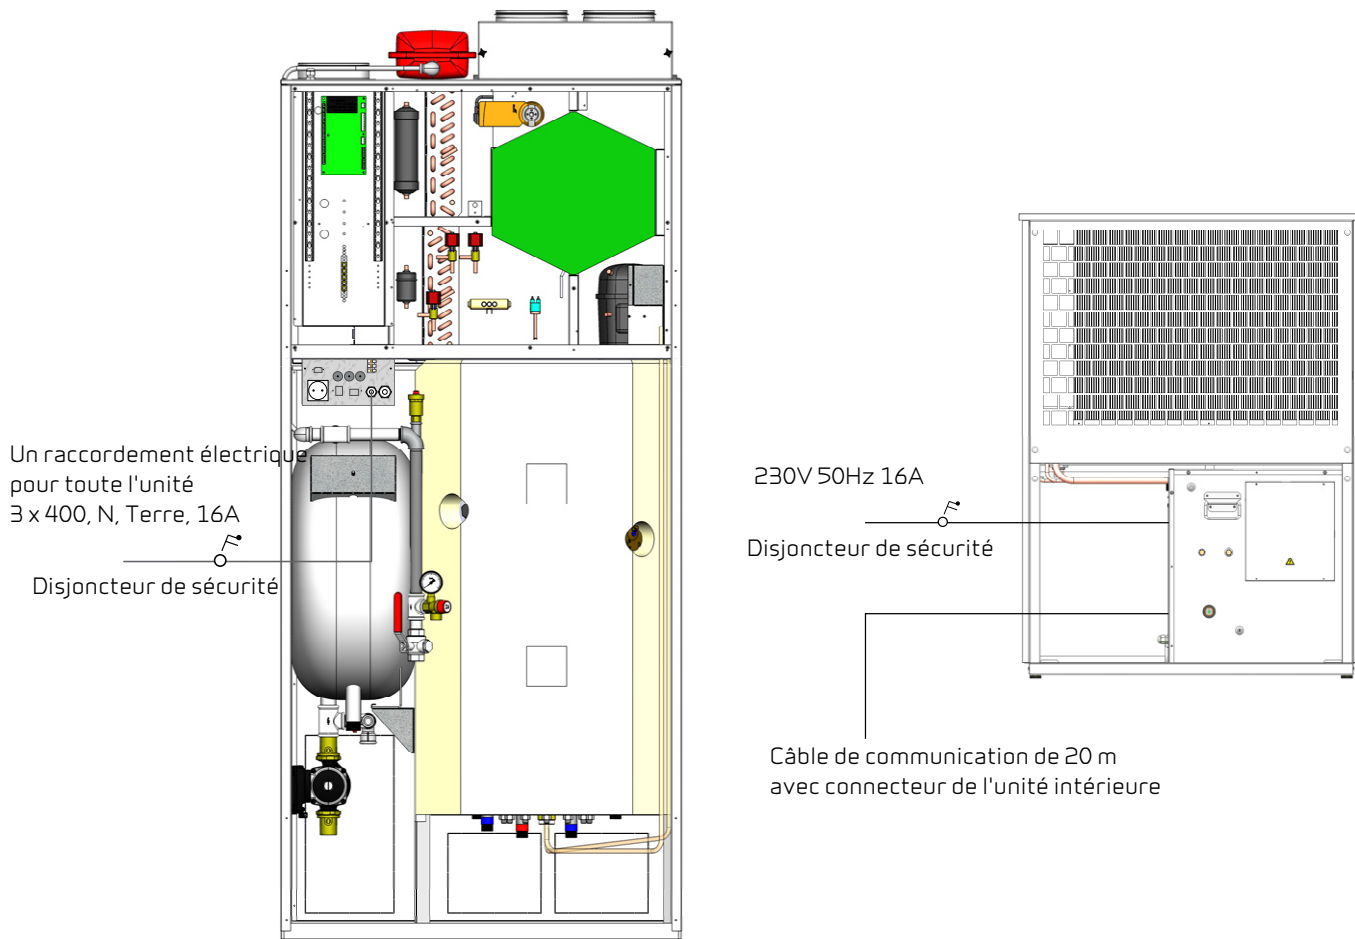 Un raccordement électrique
pour toute l'unité
3 x 400, N, Terre, 16A
Disjoncteur de sécurité
230V 50Hz 16A
Disjoncteur de sécurité
Câble de communication de 20 m
avec connecteur de l'unité intérieure